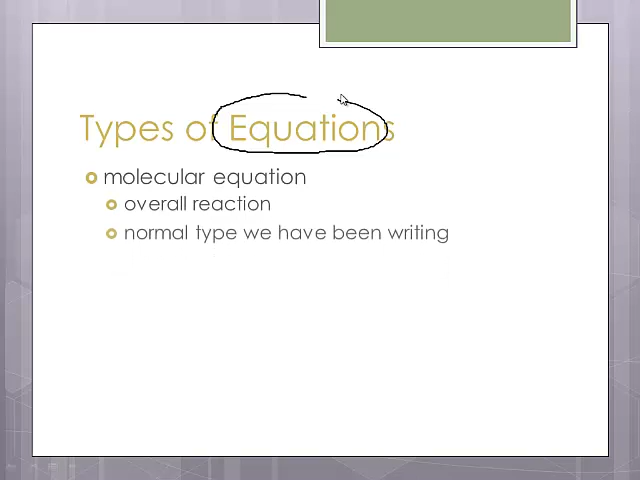 Types of Equations
molecular equation
overall reaction
normal type we have been writing